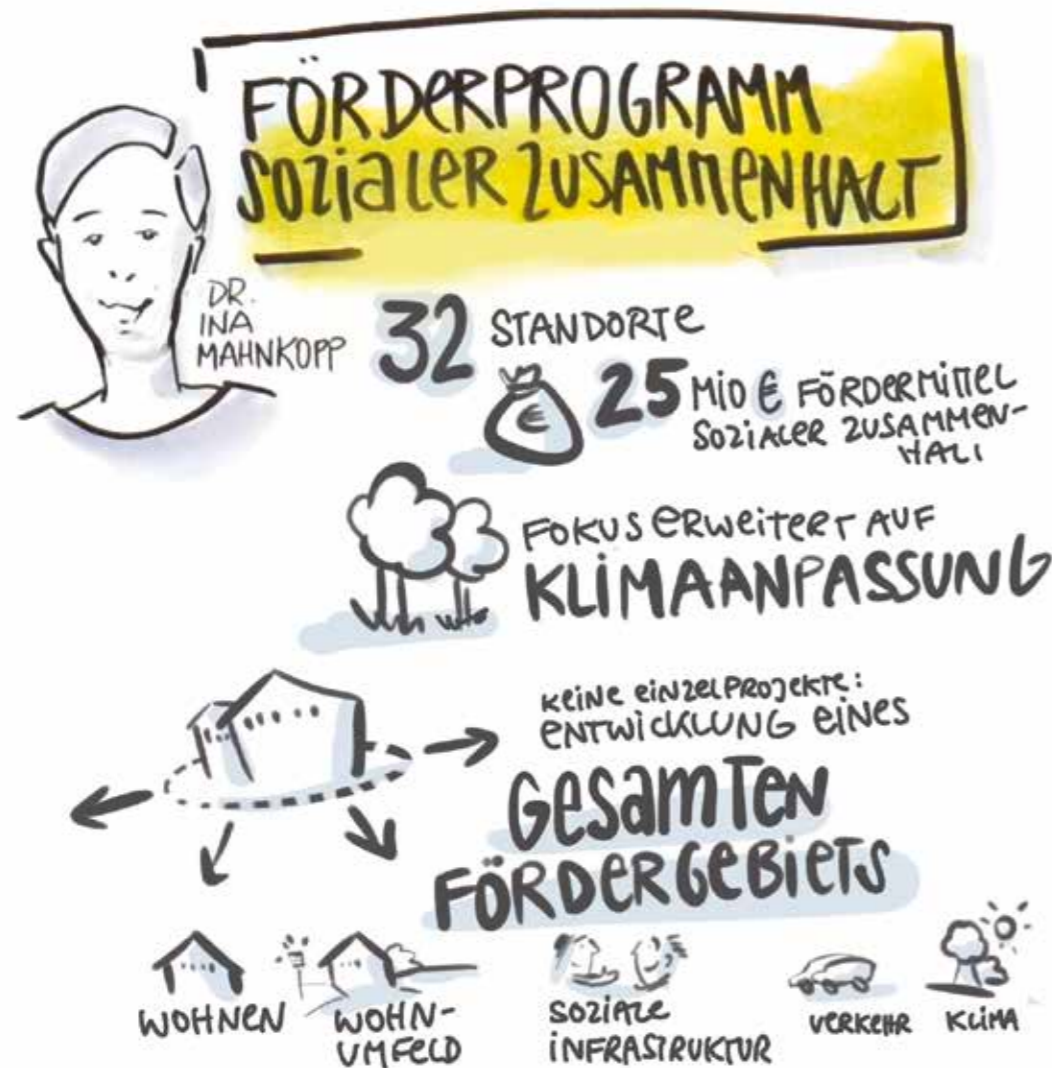 FÖRDERPROGRAMM
SOZIALER ZUSAMMENHALT
DR.
INA
MAHNKOPP
32 STANDORTE
€
25 MIO € FÖRDERMITTEL
SOZIALER ZUSAMMEN-
HALT
FOKUS ERWEITERT AUF
KLIMAANPASSUNG
KEINE EINZELPROJEKTE:
ENTWICKLUNG EINES
GESAMTEN
FÖRDERGEBIETS
WOHNEN
WOHN-
UMFELD
SOZIALE
INFRASTRUKTUR
VERKEHR
KLIMA